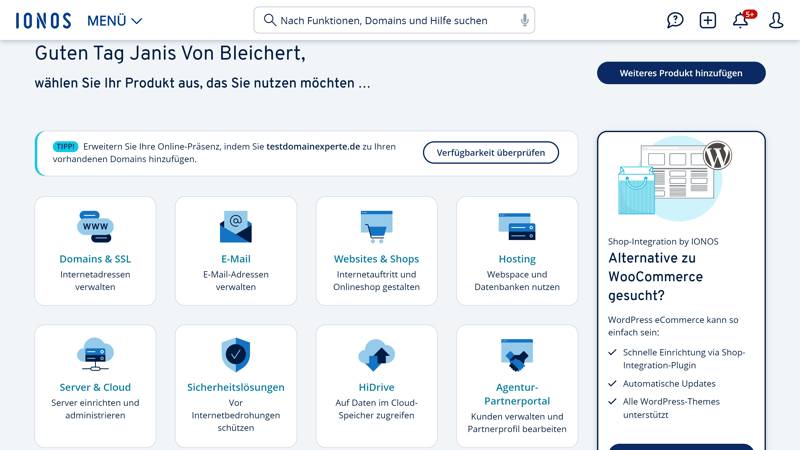 IONOS
MENÜ
Nach Funktionen, Domains und Hilfe suchen
5+
Guten Tag Janis Von Bleichert,
wählen Sie Ihr Produkt aus, das Sie nutzen möchten …
Weiteres Produkt hinzufügen
TIPP! Erweitern Sie Ihre Online-Präsenz, indem Sie testdomainexperte.de zu Ihren
vorhandenen Domains hinzufügen.
Verfügbarkeit überprüfen
WWW
Domains & SSL
Internetadressen
verwalten
@
E-Mail
E-Mail-Adressen
verwalten
Websites & Shops
Internetauftritt und
Onlineshop gestalten
Hosting
Webspace und
Datenbanken nutzen
Server & Cloud
Server einrichten und
administrieren
Sicherheitslösungen
Vor
Internetbedrohungen
schützen
HiDrive
Auf Daten im Cloud-
Speicher zugreifen
Agentur-
Partnerportal
Kunden verwalten und
Partnerprofil bearbeiten
Shop-Integration by IONOS
Alternative zu
WooCommerce
gesucht?
WordPress eCommerce kann so
einfach sein:
Schnelle Einrichtung via Shop-
Integration-Plugin
Automatische Updates
Alle WordPress-Themes
unterstützt